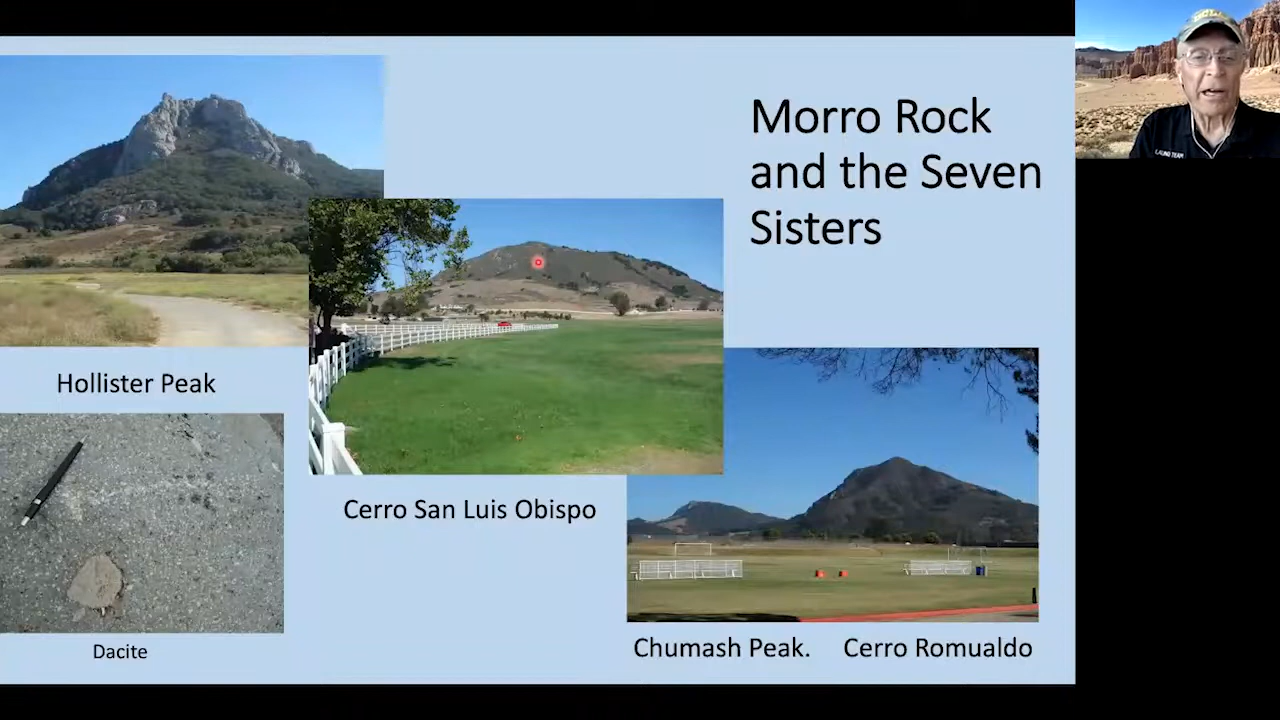 Morro Rock
and the Seven
Sisters
Hollister Peak
Cerro San Luis Obispo
Dacite
Chumash Peak. Cerro Romualdo